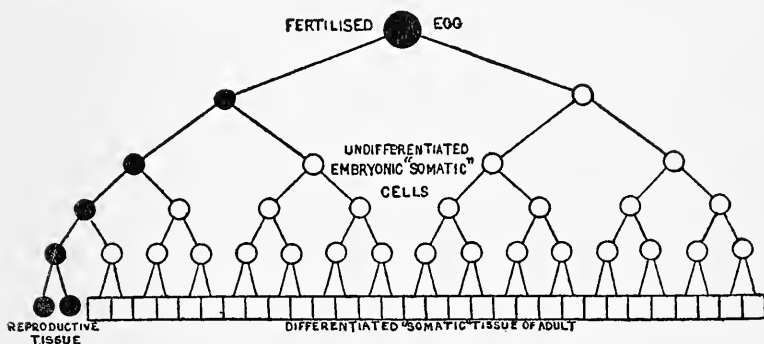 FERTILISED EGG
UNDIFFERENTIATED
EMBRYONIC "SOMATIC"
CELLS
REPRODUCTIVE
TISSUE
DIFFERENTIATED "SOMATIC" TISSUE OF ADULT